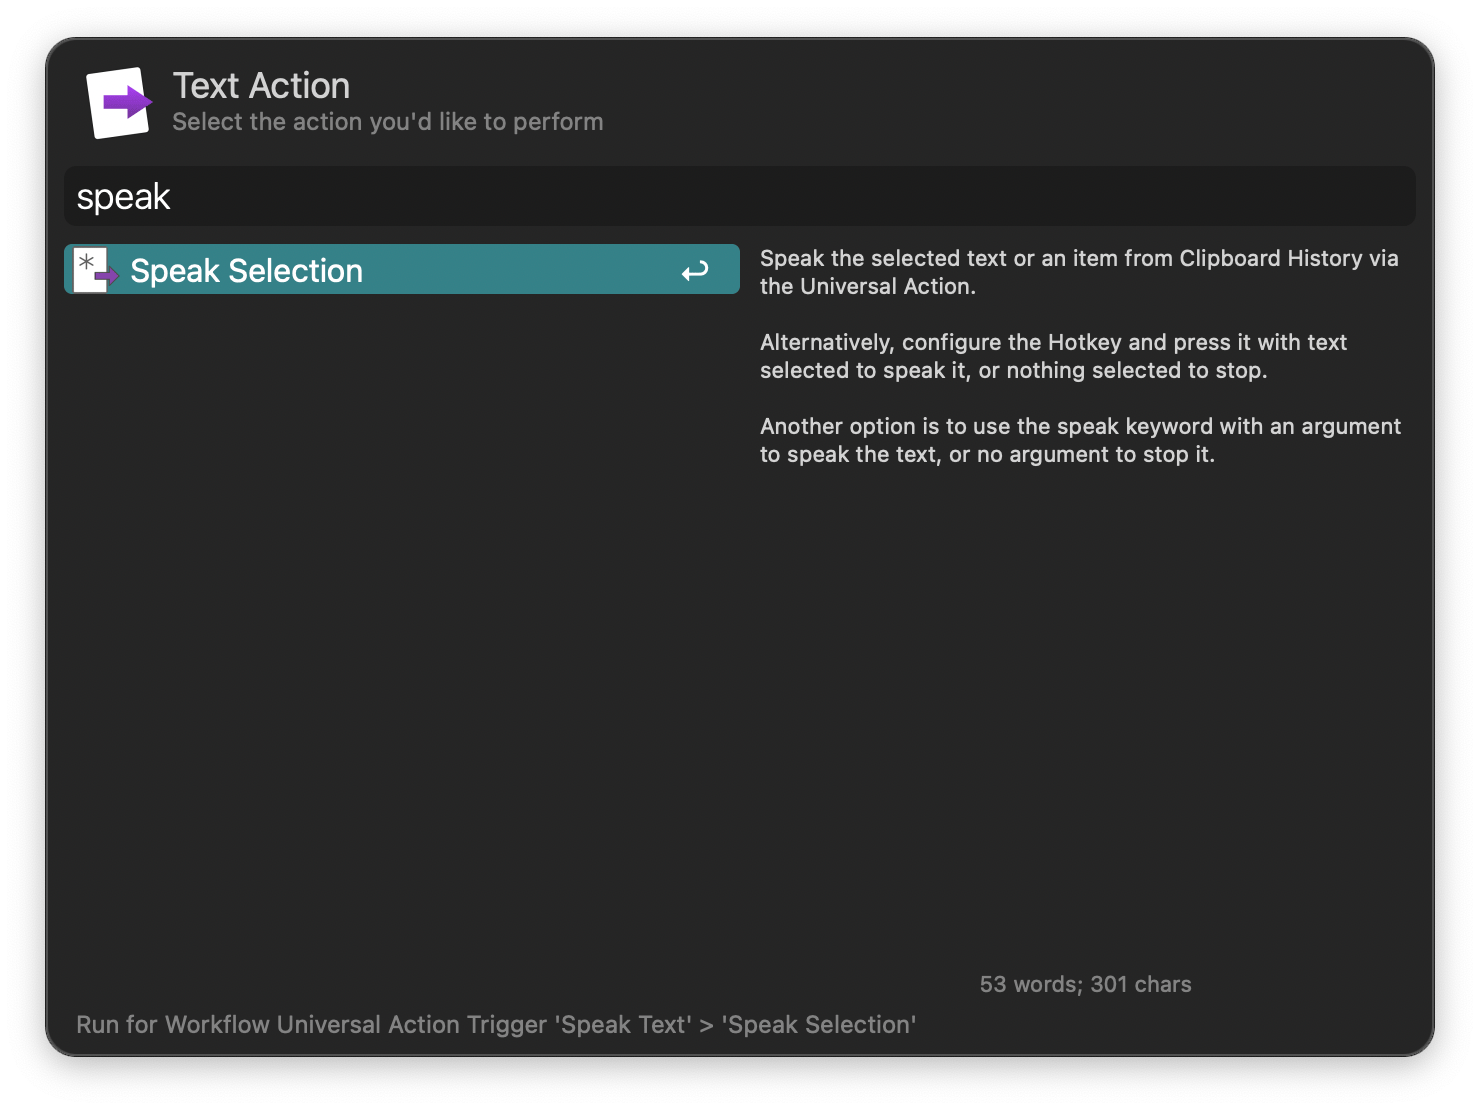 Text Action
Select the action you'd like to perform
speak
Speak Selection
Speak the selected text or an item from Clipboard History via
the Universal Action.
Alternatively, configure the Hotkey and press it with text
selected to speak it, or nothing selected to stop.
Another option is to use the speak keyword with an argument
to speak the text, or no argument to stop it.
53 words; 301 chars
Run for Workflow Universal Action Trigger 'Speak Text' > 'Speak Selection'